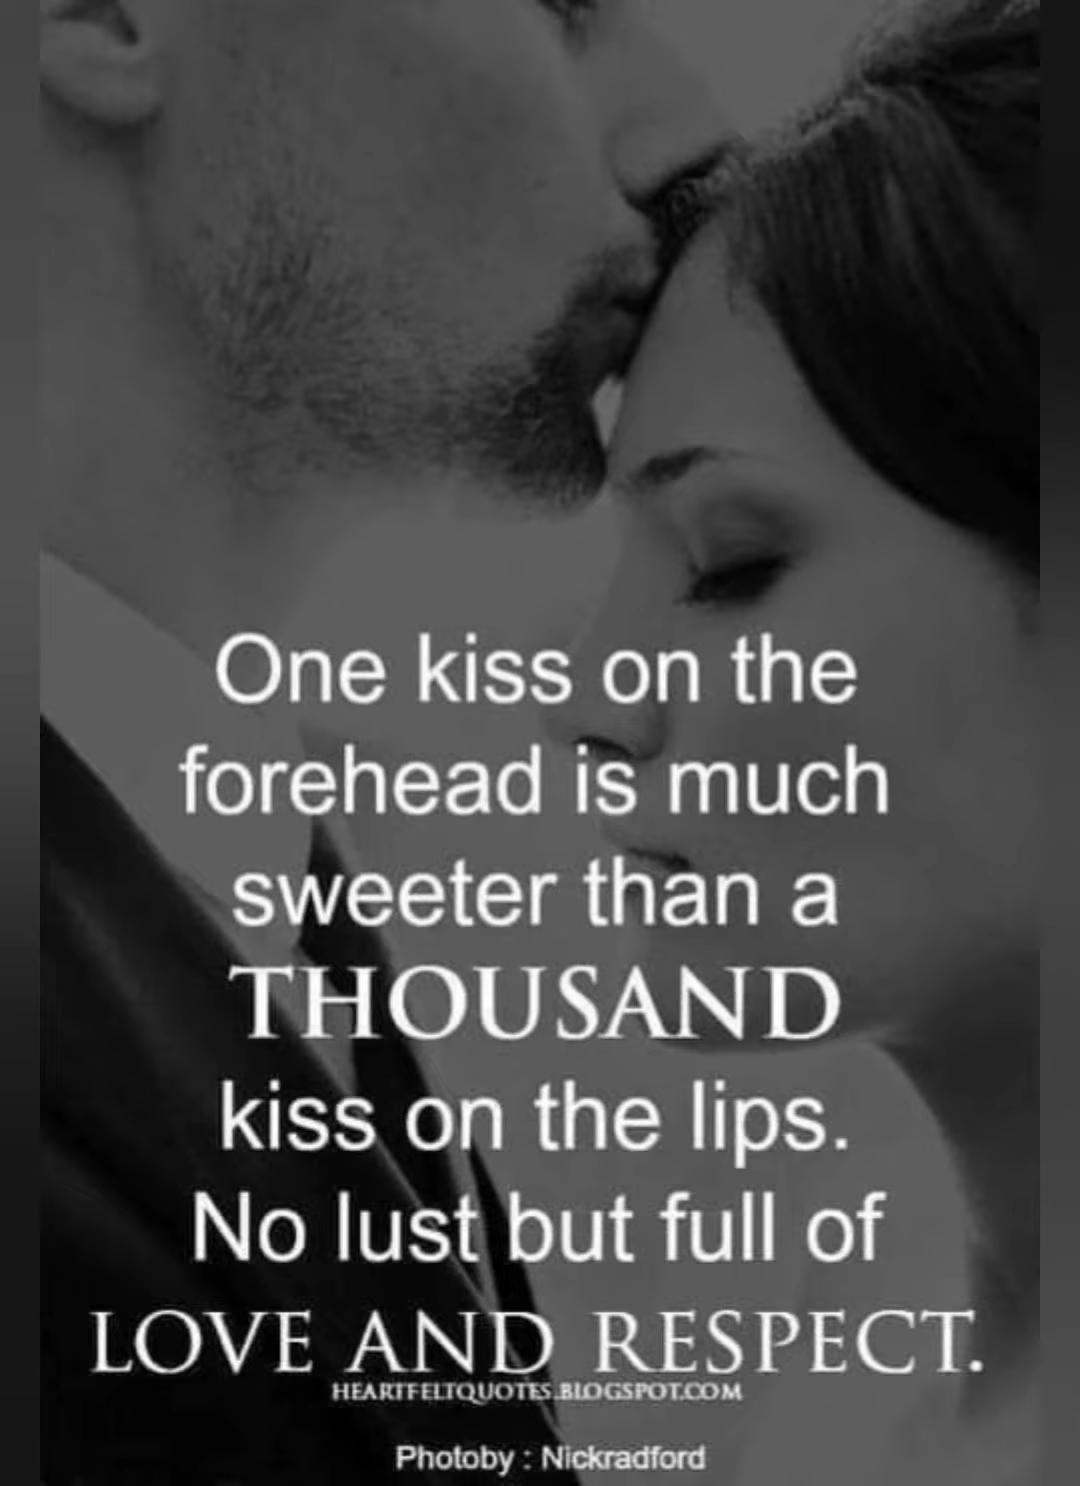 One kiss on the
forehead is much
sweeter than a
THOUSAND
kiss on the lips.
No lust but full of
LOVE AND RESPECT.
HEARTFELTQUOTES.BLOGSPOT.COM
Photoby : Nickradford